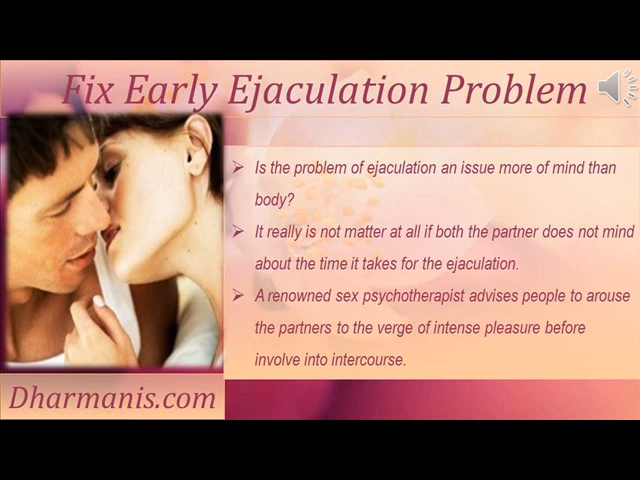 Fix Early Ejaculation Problem
Is the problem of ejaculation an issue more of mind than
body?
It really is not matter at all if both the partner does not mind
about the time it takes for the ejaculation.
A renowned sex psychotherapist advises people to arouse
the partners to the verge of intense pleasure before
involve into intercourse.
Dharmanis.com